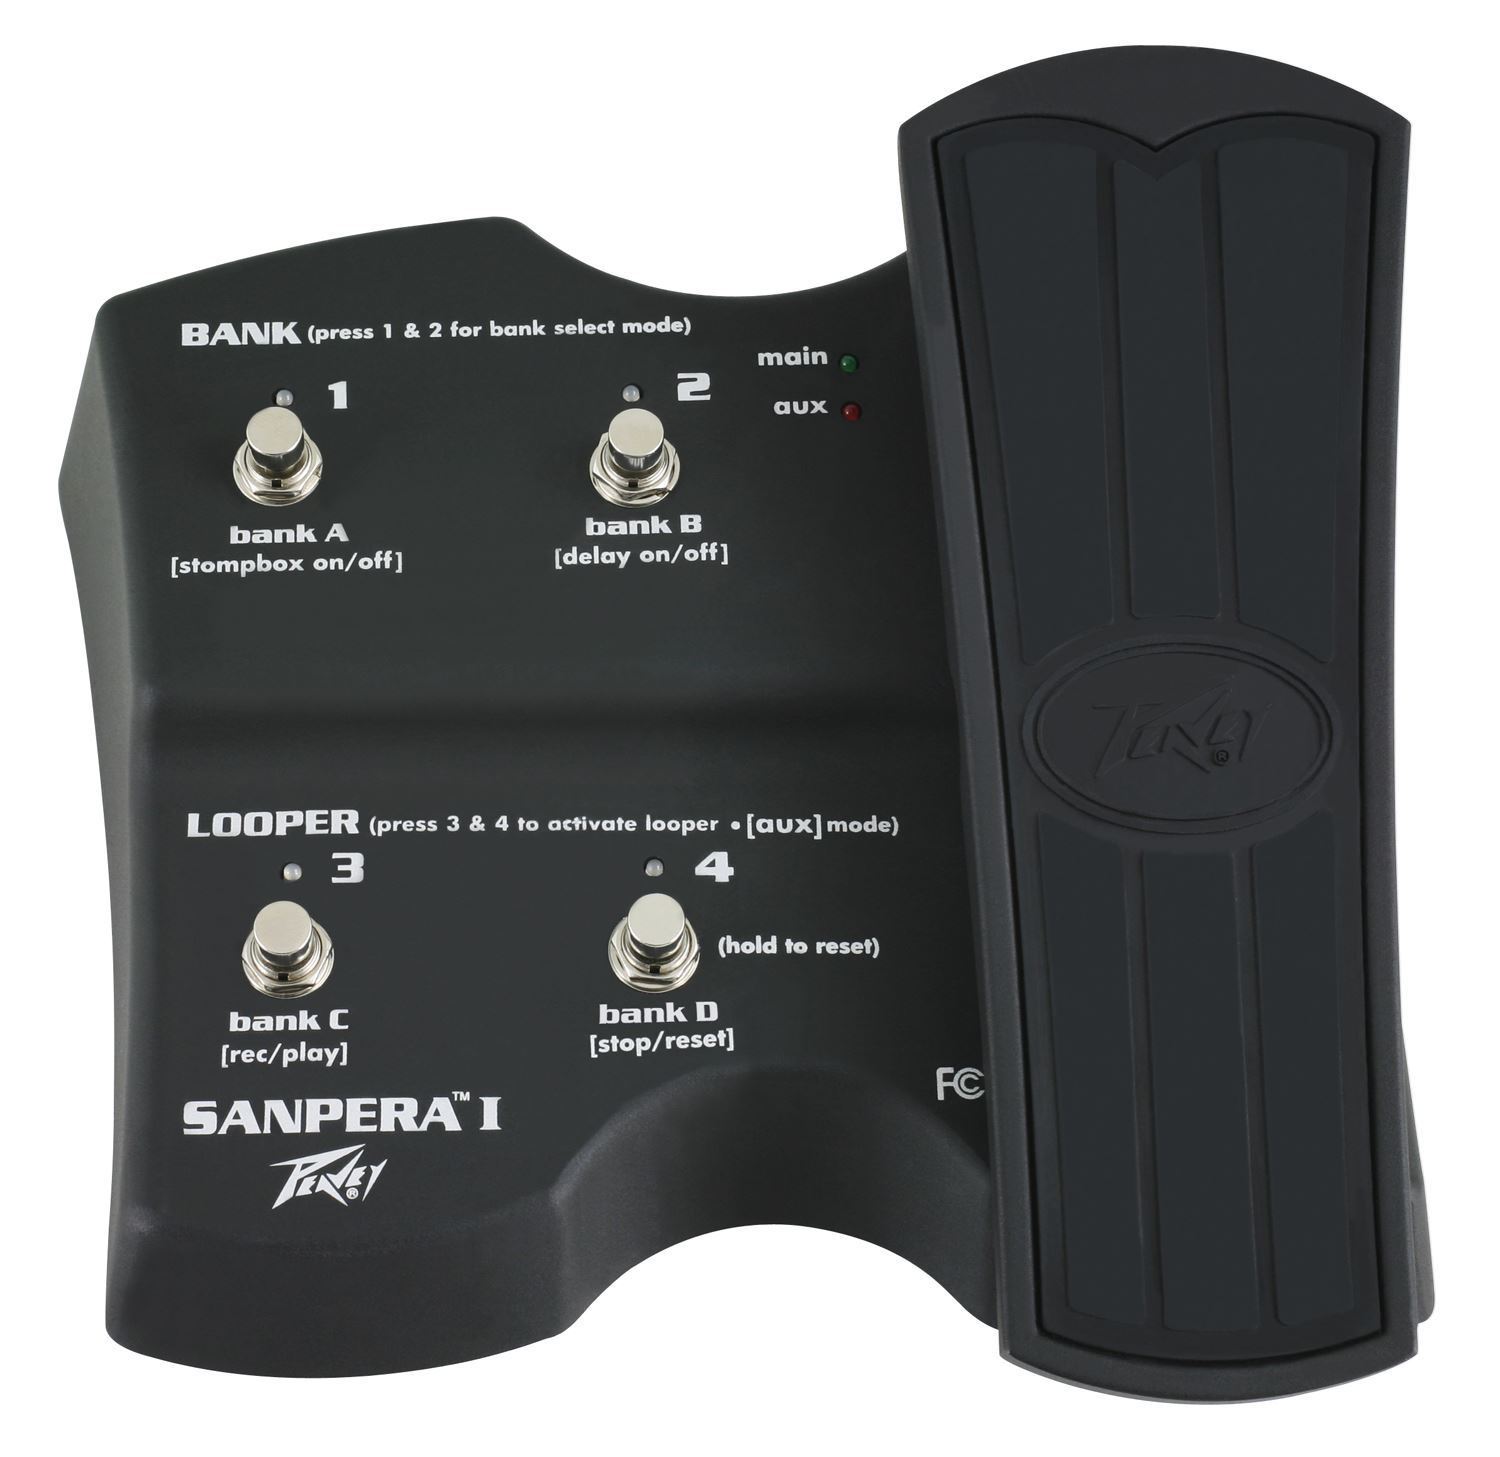 BANK (press 1 & 2 for bank select mode)
main
aux
1
2
bank A
[stompbox on/off]
bank B
[delay on/off]
PEAVEY®
LOOPER (press 3 & 4 to activate looper • [aux] mode)
3
4
(hold to reset)
bank C
[rec/play]
bank D
[stop/reset]
FC
SANPERA™ I
PEAVEY®